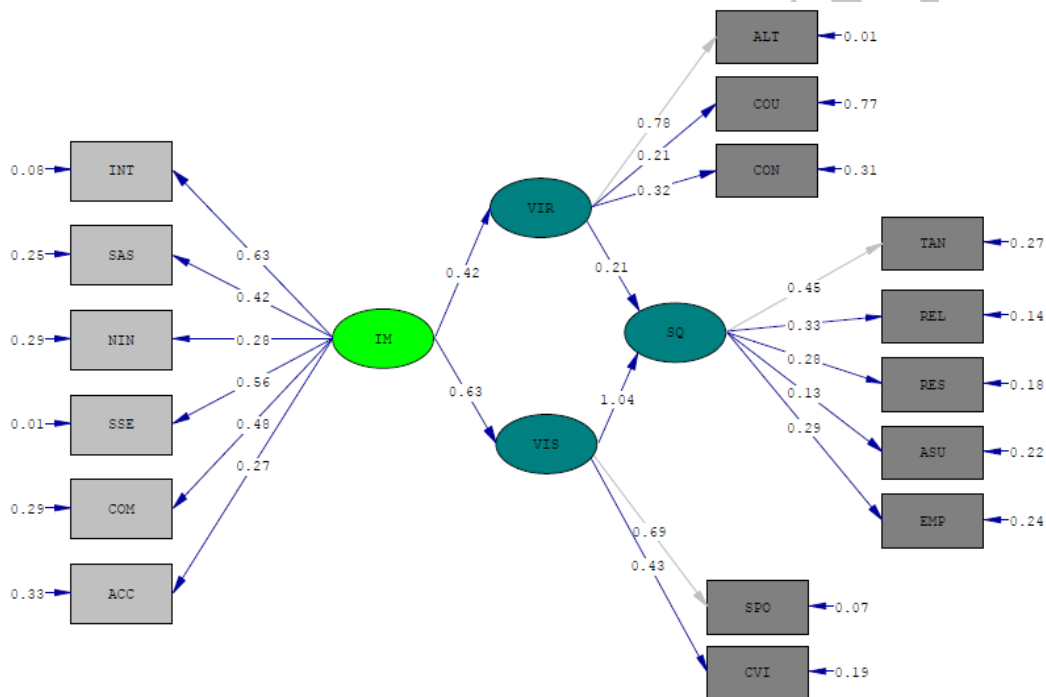 ALT
0.01
COU
0.77
0.78
0.21
CON
0.31
0.32
0.08
INT
VIR
TAN
0.27
0.25
SAS
0.63
0.42
0.21
0.45
0.42
REL
0.14
0.29
NIN
0.28
IM
SQ
0.33
0.28
RES
0.18
0.56
0.13
0.63
1.04
0.01
SSE
0.48
0.29
VIS
ASU
0.22
0.27
0.29
COM
EMP
0.24
0.69
0.43
0.33
ACC
SPO
0.07
CVI
0.19